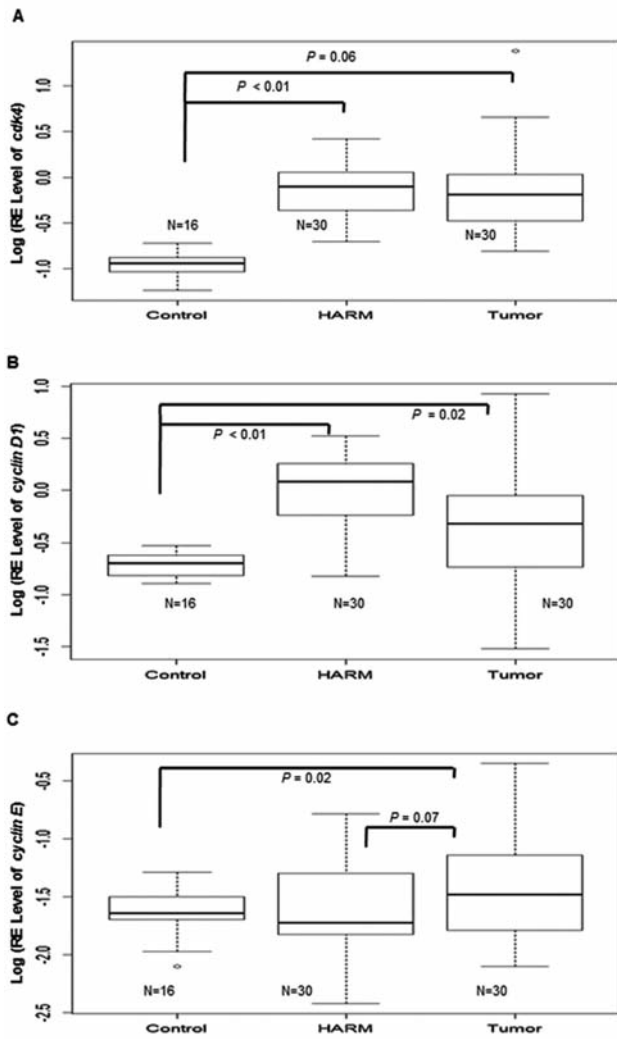 A
Log (RE Level of cdk4)
1.0
0.5
0.0
-0.5
-1.0
P = 0.06
P < 0.01
N=16
N=30
N=30
Control
HARM
Tumor
B
Log (RE Level of cyclin D1)
1.0
0.5
0.0
-0.5
-1.0
-1.5
P = 0.02
P < 0.01
N=16
N=30
N=30
Control
HARM
Tumor
C
Log (RE Level of cyclin E)
-0.5
-1.0
-1.5
-2.0
-2.5
P = 0.02
P = 0.07
N=16
N=30
N=30
Control
HARM
Tumor